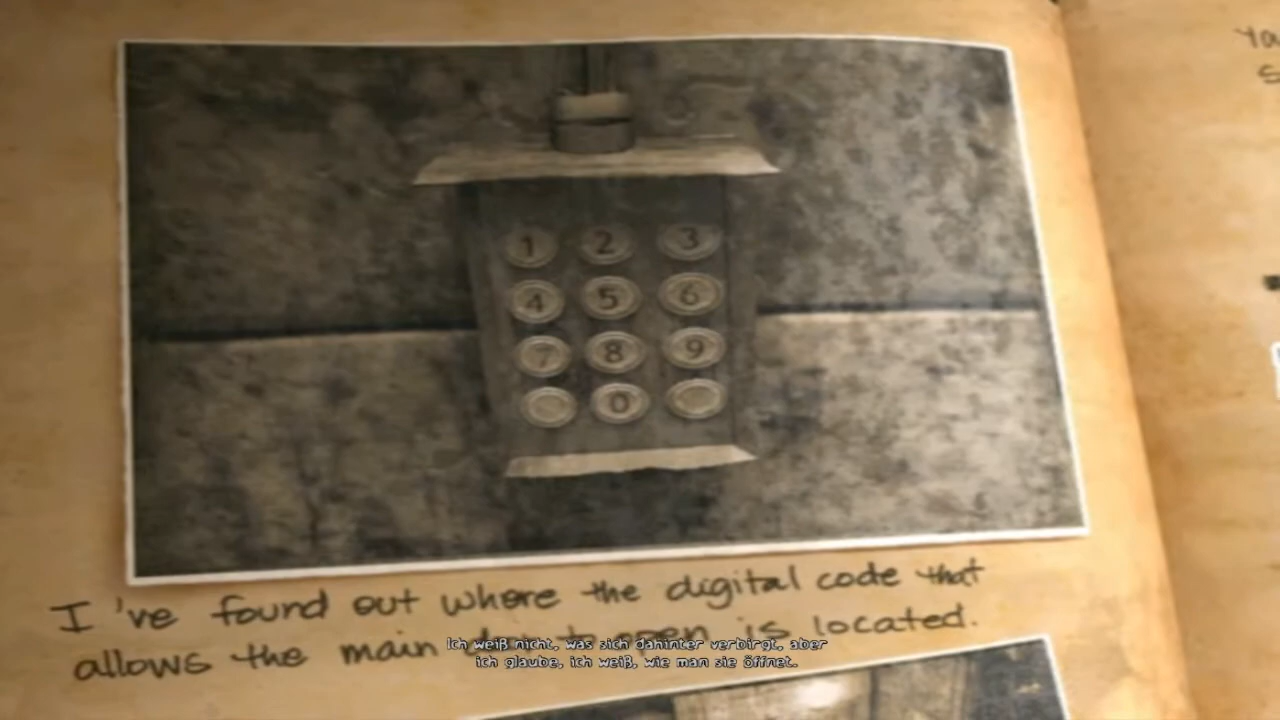 1 2 3
4 5 6
7 8 9
0
I've found out where the digital code that
allows the main to open is located.
Ich weiß nicht, was sich dahinter verbirgt, aber
ich glaube, ich weiß, wie man sie öffnet.